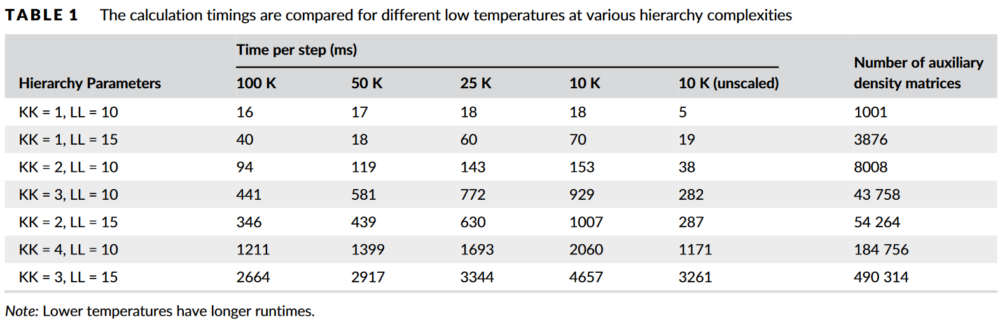 TABLE 1 The calculation timings are compared for different low temperatures at various hierarchy complexities
Time per step (ms)
Number of auxiliary
Hierarchy Parameters 100 K 50 K 25 K 10 K 10 K (unscaled) density matrices
KK = 1, LL = 10 16 17 18 18 5 1001
KK = 1, LL = 15 40 18 60 70 19 3876
KK = 2, LL = 10 94 119 143 153 38 8008
KK = 3, LL = 10 441 581 772 929 282 43 758
KK = 2, LL = 15 346 439 630 1007 287 54 264
KK = 4, LL = 10 1211 1399 1693 2060 1171 184 756
KK = 3, LL = 15 2664 2917 3344 4657 3261 490 314
Note: Lower temperatures have longer runtimes.